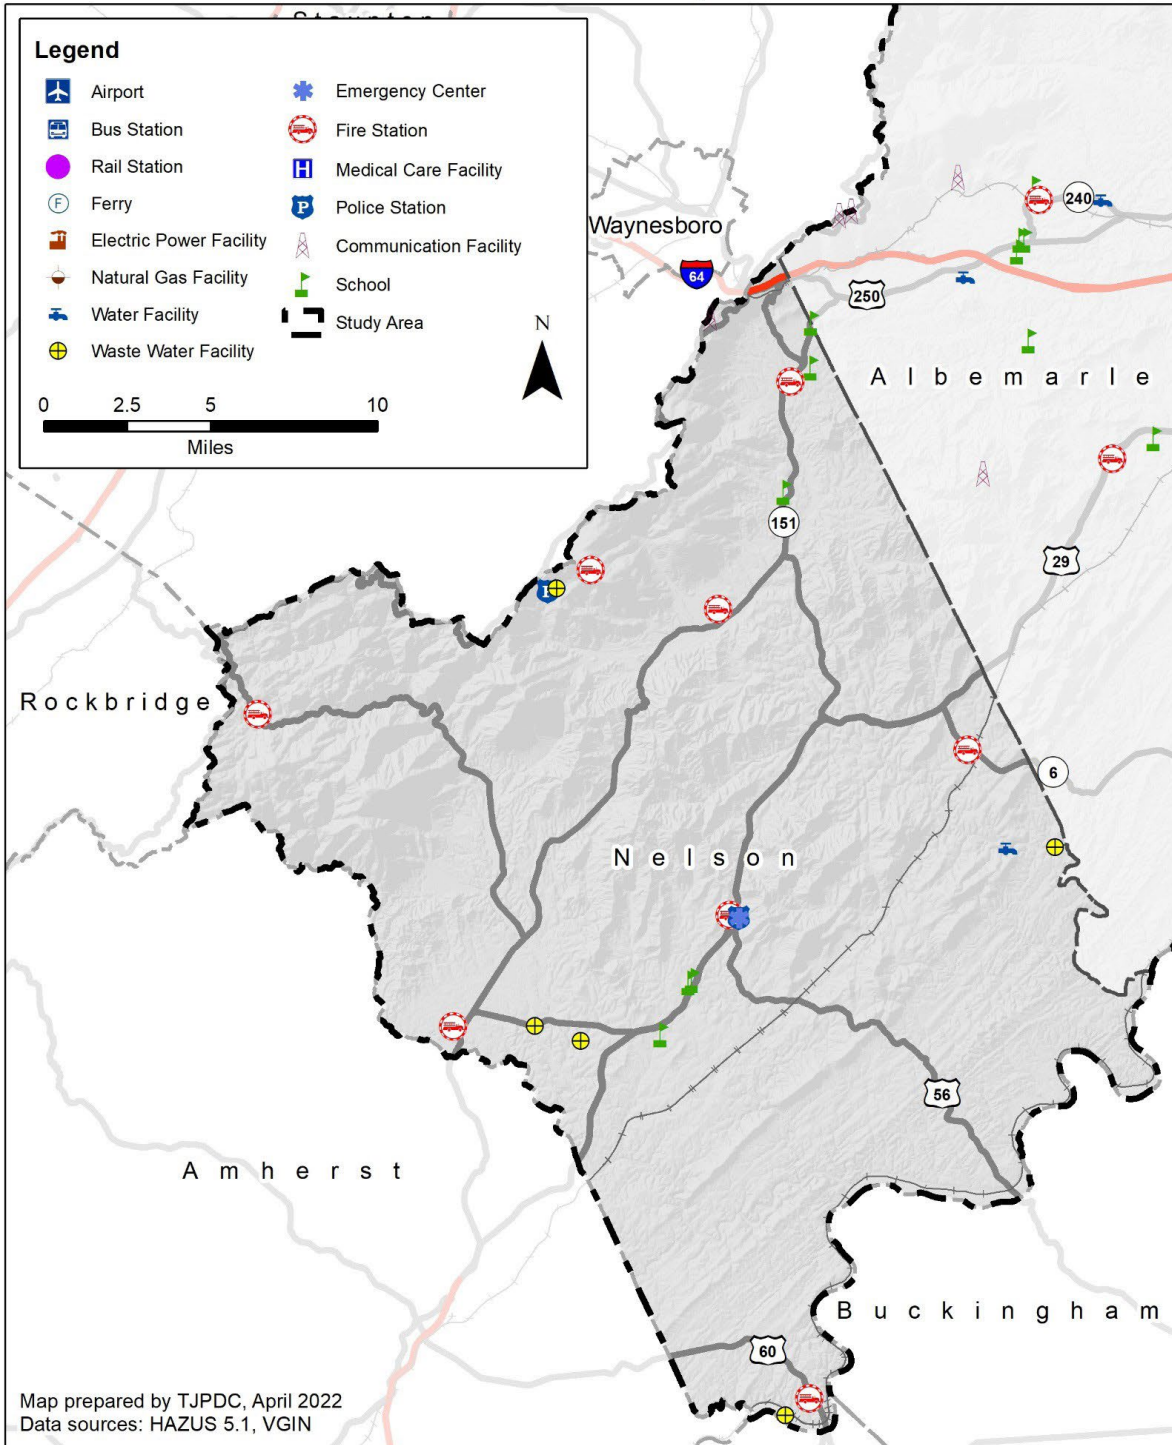 Staunton
Legend
Airport
Bus Station
Rail Station
F
Ferry
Electric Power Facility
Natural Gas Facility
Water Facility
Waste Water Facility
Emergency Center
Fire Station
H
Medical Care Facility
P
Police Station
Communication Facility
School
Study Area
N
0 2.5 5 10
Miles
Waynesboro
64
240
250
Albemarle
151
29
P
Rockbridge
6
Nelson
56
Amherst
Buckingham
60
Map prepared by TJPDC, April 2022
Data sources: HAZUS 5.1, VGIN